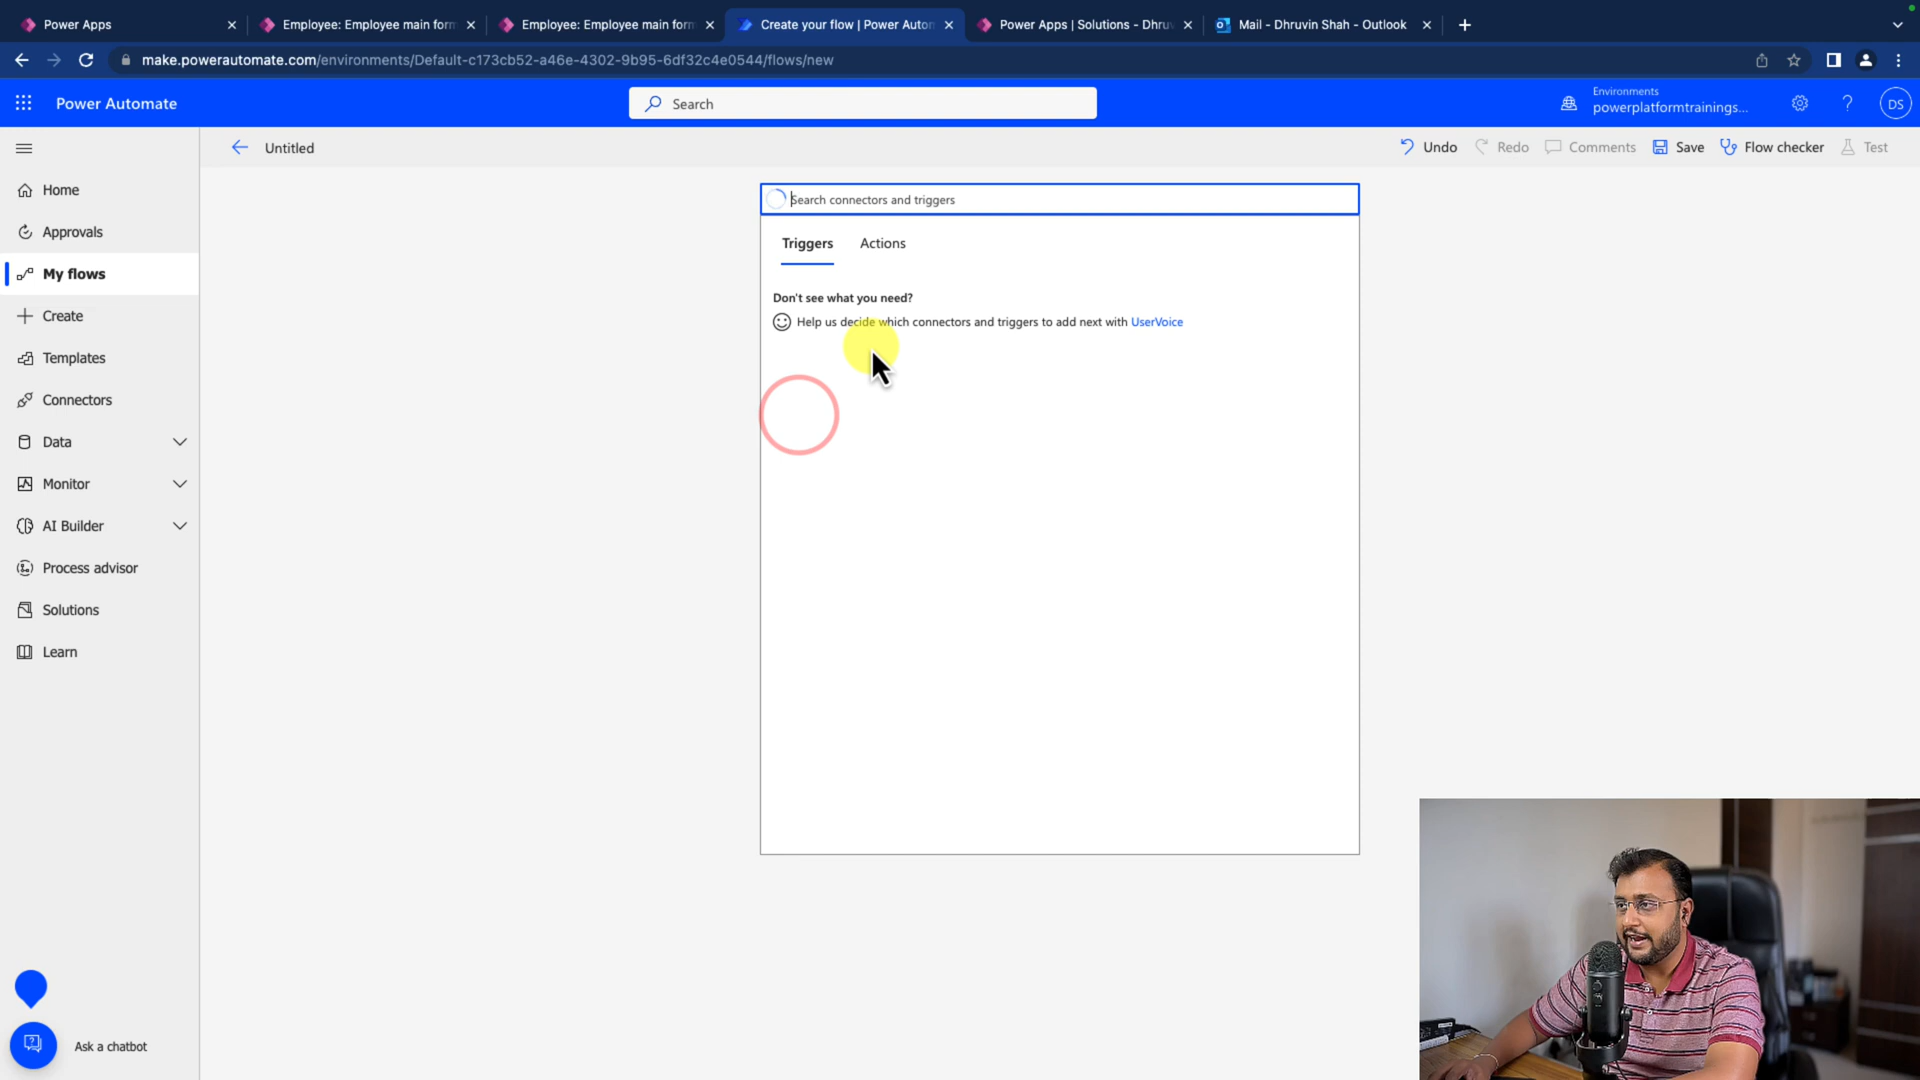 Power Apps
Employee: Employee main form
Employee: Employee main form
Create your flow | Power Autom
Power Apps | Solutions - Dhruv
Mail - Dhruvin Shah - Outlook
make.powerautomate.com/environments/Default-c173cb52-a46e-4302-9b95-6df32c4e0544/flows/new
Power Automate
Search
Environments
powerplatformtrainings...
?
DS
Untitled
Undo
Redo
Comments
Save
Flow checker
Test
Home
Approvals
My flows
Create
Templates
Connectors
Data
Monitor
AI Builder
Process advisor
Solutions
Learn
Ask a chatbot
Search connectors and triggers
Triggers
Actions
Don't see what you need?
Help us decide which connectors and triggers to add next with UserVoice